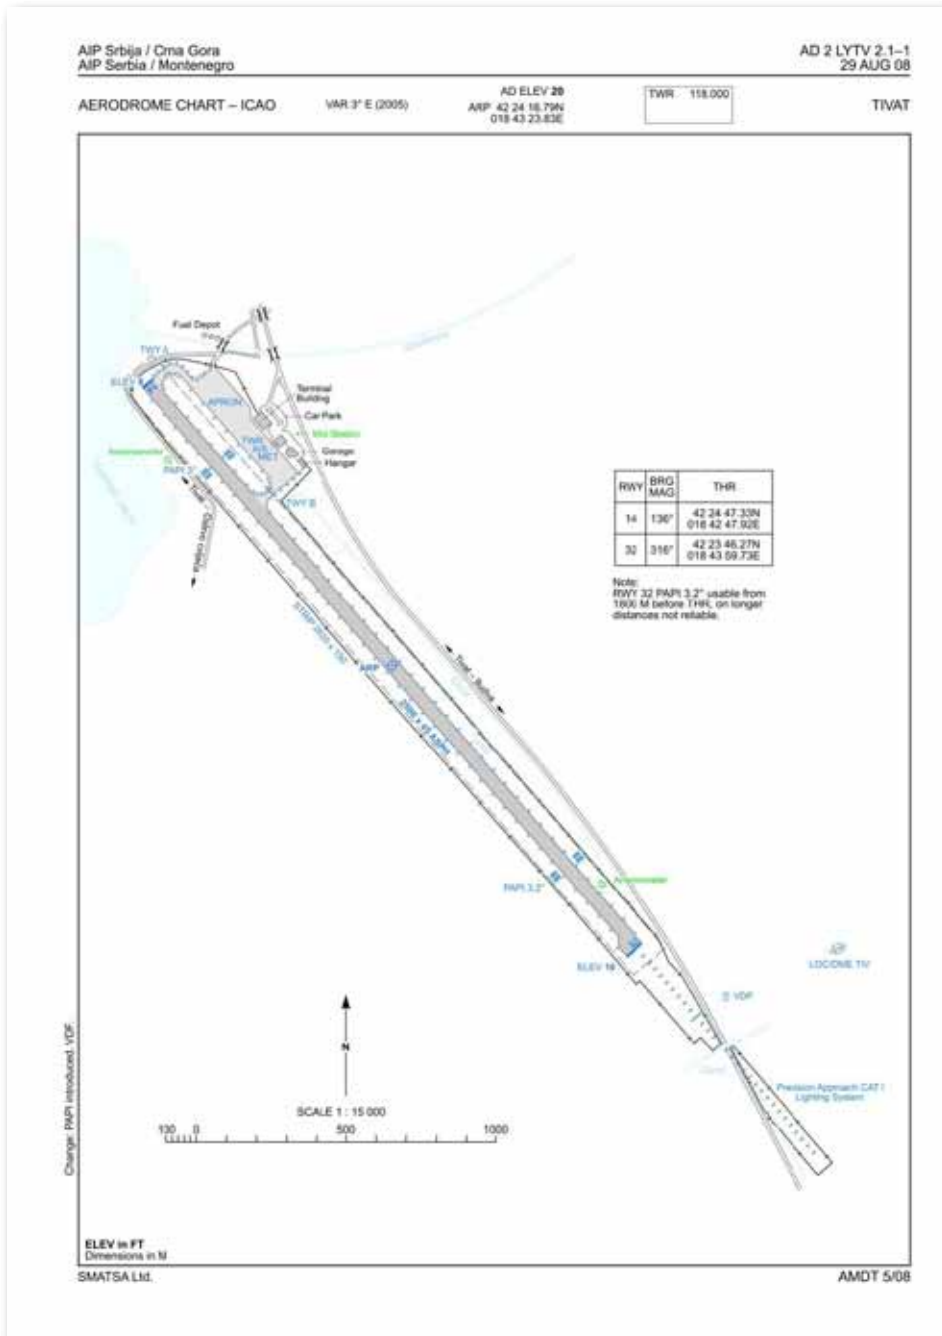 AIP Srbija / Crna Gora
AIP Serbia / Montenegro
AD 2 LYTV 2.1–1
29 AUG 08
AERODROME CHART – ICAO
VAR 3° E (2005)
AD ELEV 20
ARP 42 24 16.79N
018 43 23.83E
TWR 118.000
TIVAT
Fuel Depot
TWY A
ELEV
APRON
Terminal
Building
Car Park
TWR
MET
Garage
Hangar
PAPI 3°
TWY B
RWY BRG MAG THR
14 136° 42 24 47.33N
018 42 47.92E
32 316° 42 23 46.27N
018 43 59.73E
Note:
RWY 32 PAPI 3.2° usable from
1800 M before THR, on longer
distances not reliable.
ARP
Tivat - Budva
Anemometer
PAPI 3.2°
ELEV
LOC/DME TIV
VDF
N
Precision Approach CAT I
Lighting System
SCALE 1 : 15 000
100 0 500 1000
Change: PAPI introduced. VDF.
ELEV in FT
Dimensions in M
SMATSA Ltd.
AMDT 5/08